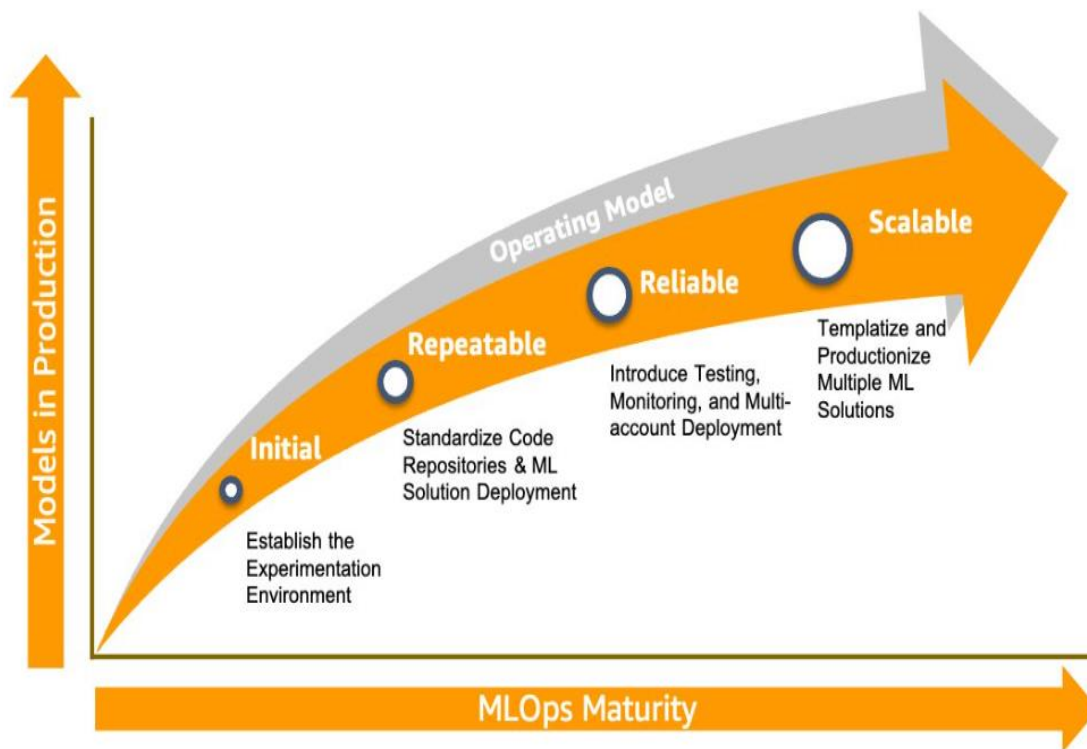 Models in Production
Operating Model
Scalable
Reliable
Repeatable
Initial
Templatize and
Productionize
Multiple ML
Solutions
Introduce Testing,
Monitoring, and Multi-
account Deployment
Standardize Code
Repositories & ML
Solution Deployment
Establish the
Experimentation
Environment
MLOps Maturity